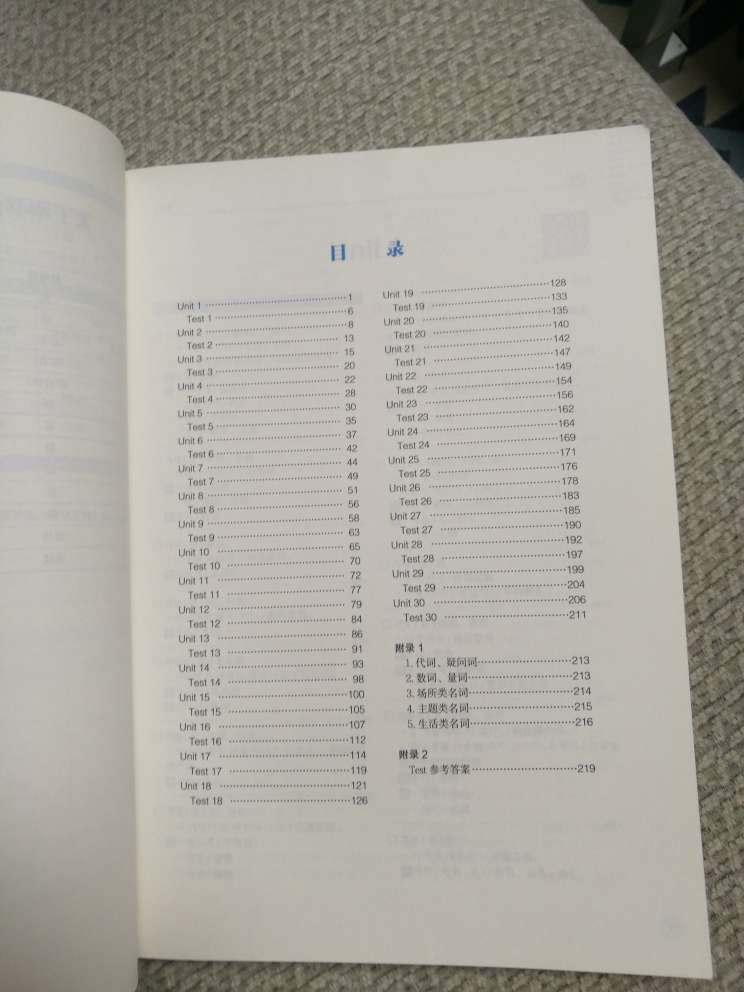 目录
Unit 1 ········ 1
Test 1 ········ 6
Unit 2 ········ 8
Test 2 ········ 13
Unit 3 ········ 15
Test 3 ········ 20
Unit 4 ········ 22
Test 4 ········ 28
Unit 5 ········ 30
Test 5 ········ 35
Unit 6 ········ 37
Test 6 ········ 42
Unit 7 ········ 44
Test 7 ········ 49
Unit 8 ········ 51
Test 8 ········ 56
Unit 9 ········ 58
Test 9 ········ 63
Unit 10 ········ 65
Test 10 ········ 70
Unit 11 ········ 72
Test 11 ········ 77
Unit 12 ········ 79
Test 12 ········ 84
Unit 13 ········ 86
Test 13 ········ 91
Unit 14 ········ 93
Test 14 ········ 98
Unit 15 ········ 100
Test 15 ········ 105
Unit 16 ········ 107
Test 16 ········ 112
Unit 17 ········ 114
Test 17 ········ 119
Unit 18 ········ 121
Test 18 ········ 126
Unit 19 ········ 128
Test 19 ········ 133
Unit 20 ········ 135
Test 20 ········ 140
Unit 21 ········ 142
Test 21 ········ 147
Unit 22 ········ 149
Test 22 ········ 154
Unit 23 ········ 156
Test 23 ········ 162
Unit 24 ········ 164
Test 24 ········ 169
Unit 25 ········ 171
Test 25 ········ 176
Unit 26 ········ 178
Test 26 ········ 183
Unit 27 ········ 185
Test 27 ········ 190
Unit 28 ········ 192
Test 28 ········ 197
Unit 29 ········ 199
Test 29 ········ 204
Unit 30 ········ 206
Test 30 ········ 211
附录 1
1. 代词、疑问词 ········ 213
2. 数词、量词 ········ 213
3. 场所类名词 ········ 214
4. 主题类名词 ········ 215
5. 生活类名词 ········ 216
附录 2
Test 参考答案 ········ 219